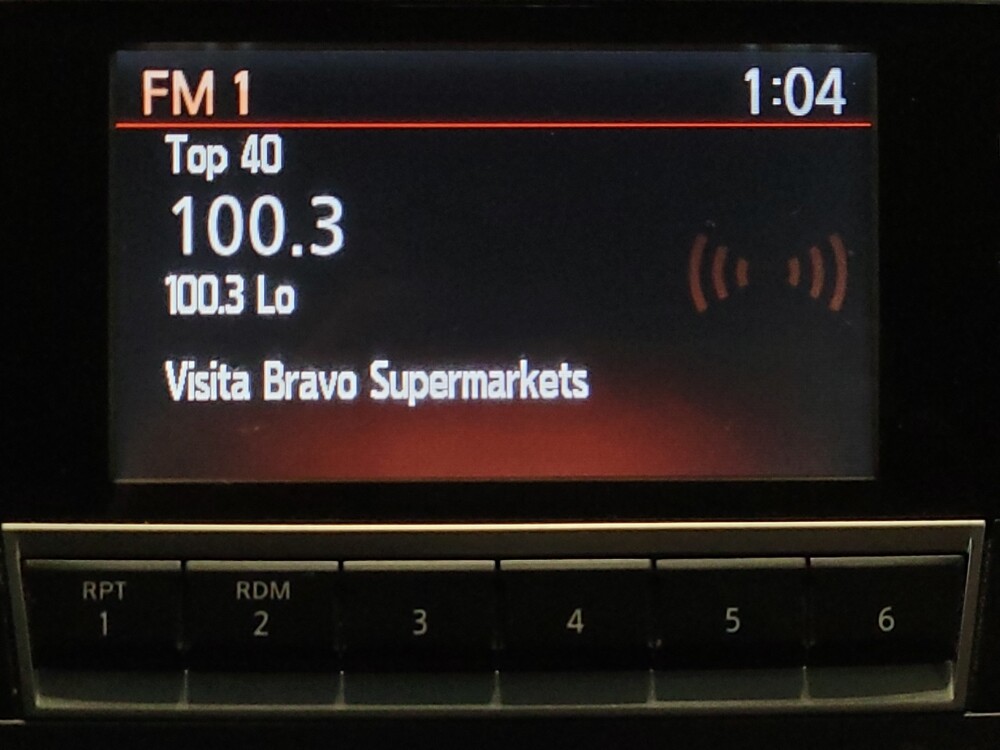 FM 1 1:04
Top 40
100.3
100.3 Lo
Visita Bravo Supermarkets
RPT RDM
1 2 3 4 5 6